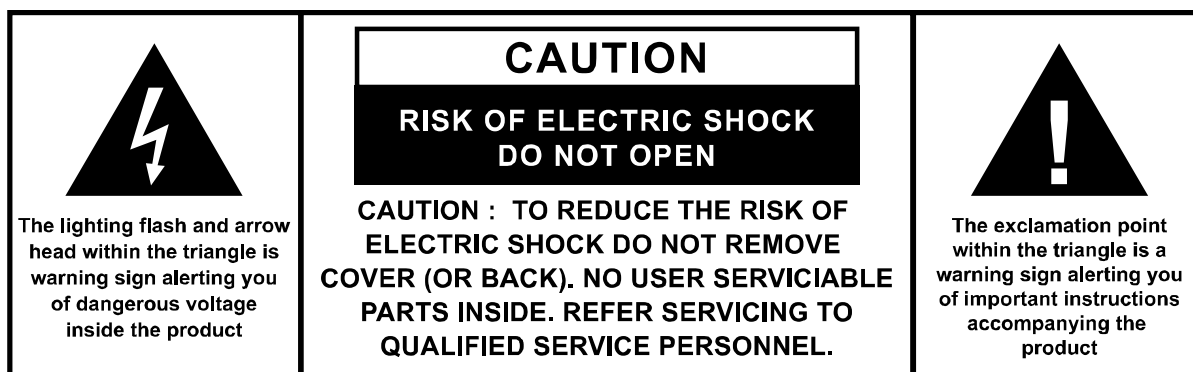 The lighting flash and arrow
head within the triangle is
warning sign alerting you
of dangerous voltage
inside the product
CAUTION
RISK OF ELECTRIC SHOCK
DO NOT OPEN
CAUTION : TO REDUCE THE RISK OF
ELECTRIC SHOCK DO NOT REMOVE
COVER (OR BACK). NO USER SERVICIABLE
PARTS INSIDE. REFER SERVICING TO
QUALIFIED SERVICE PERSONNEL.
!
The exclamation point
within the triangle is a
warning sign alerting you
of important instructions
accompanying the
product